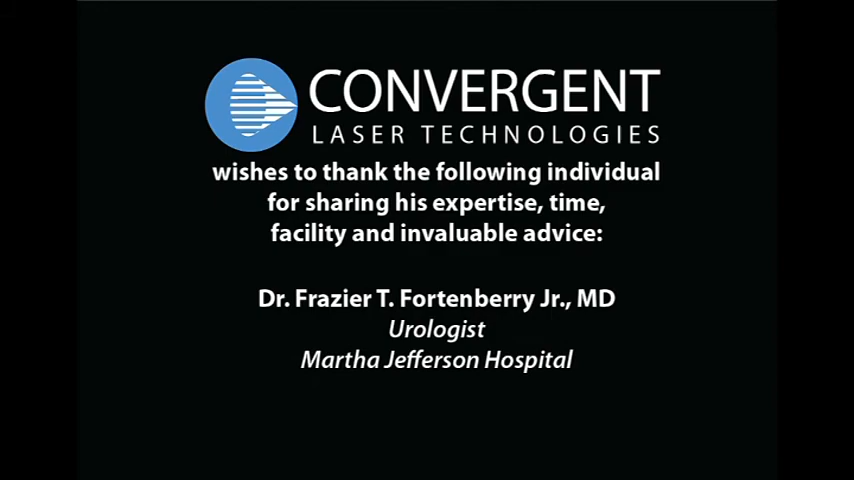 CONVERGENT
LASER TECHNOLOGIES
wishes to thank the following individual
for sharing his expertise, time,
facility and invaluable advice:
Dr. Frazier T. Fortenberry Jr., MD
Urologist
Martha Jefferson Hospital